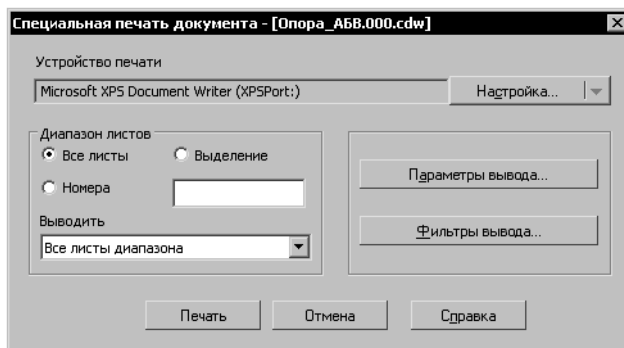 Специальная печать документа - [Опора_АБВ.000.cdw]
Устройство печати
Microsoft XPS Document Writer (XPSPort:)
Настройка...
Диапазон листов
Все листы
Выделение
Номера
Выводить
Все листы диапазона
Параметры вывода...
Фильтры вывода...
Печать
Отмена
Справка